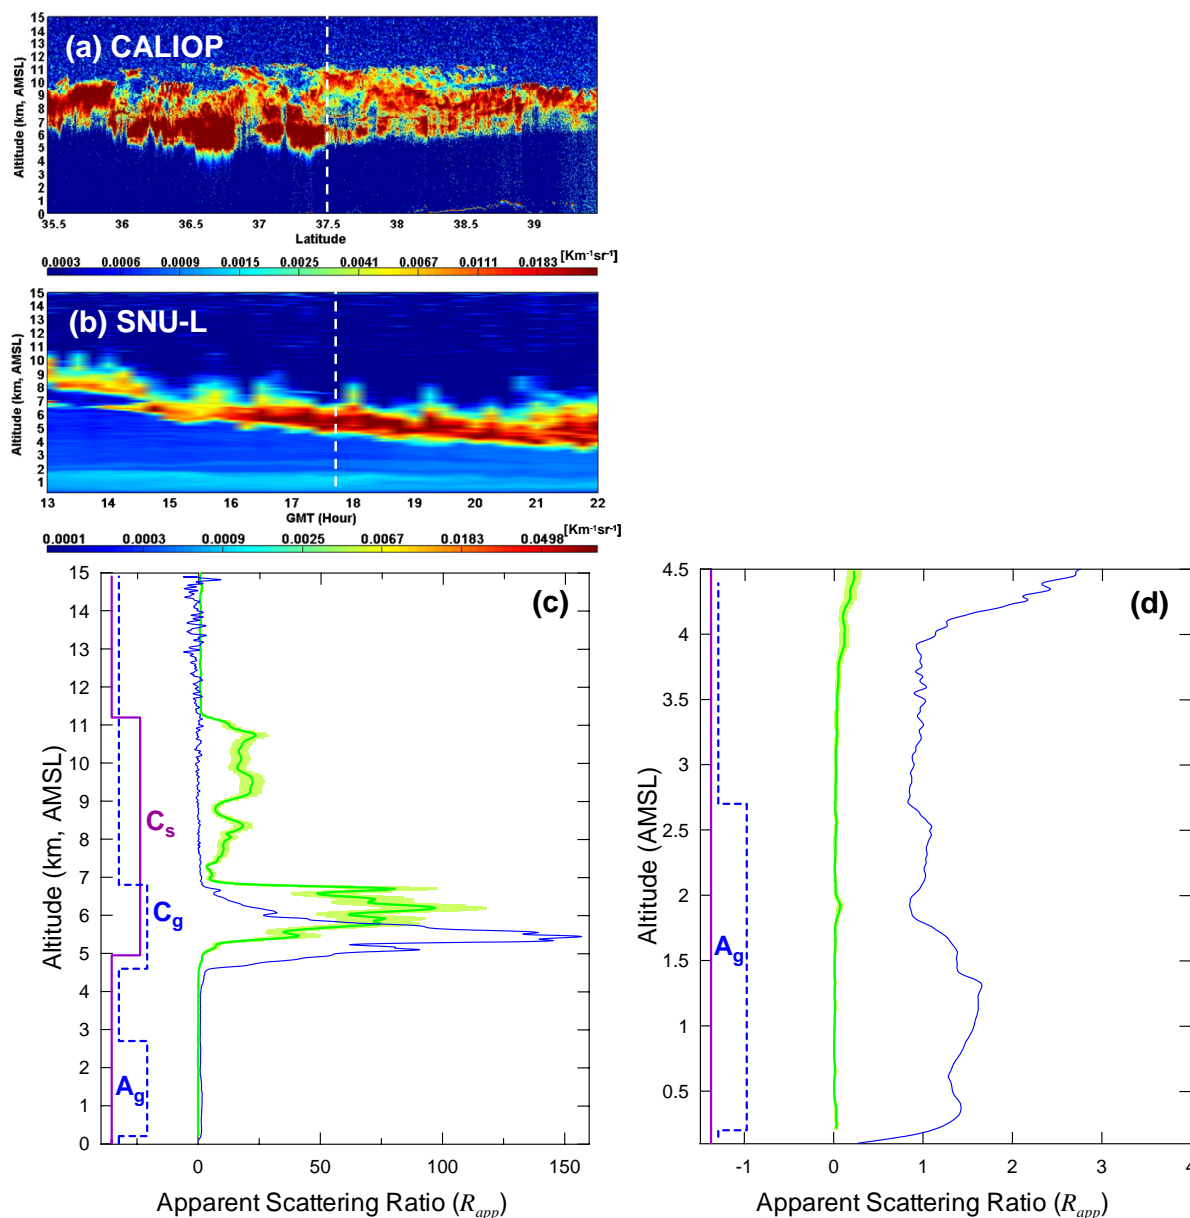 (a) CALIOP
Altitude (km, AMSL)
15
14
13
12
11
10
9
8
7
6
5
4
3
2
1
0
35.5 36 36.5 37 37.5 38 38.5 39
Latitude
0.0003 0.0006 0.0009 0.0015 0.0025 0.0041 0.0067 0.0111 0.0183 [Km⁻¹sr⁻¹]
(b) SNU-L
Altitude (km, AMSL)
15
14
13
12
11
10
9
8
7
6
5
4
3
2
1
13 14 15 16 17 18 19 20 21 22
GMT (Hour)
0.0001 0.0003 0.0009 0.0025 0.0067 0.0183 0.0498 [Km⁻¹sr⁻¹]
(c)
Altitude (km, AMSL)
15
14
13
12
11
10
9
8
7
6
5
4
3
2
1
0
Cs
Cg
Ag
0 50 100 150
Apparent Scattering Ratio (Rapp)
(d)
Altitude (AMSL)
4.5
4
3.5
3
2.5
2
1.5
1
0.5
Ag
-1 0 1 2 3 4
Apparent Scattering Ratio (Rapp)